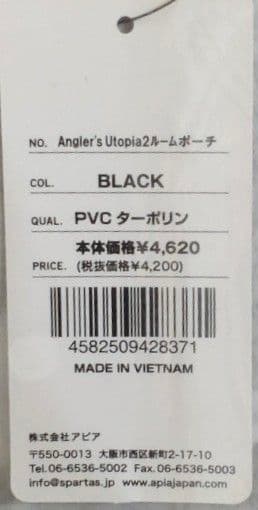 NO. Angler's Utopia2ルームポーチ
COL. BLACK
QUAL. PVC ターポリン
本体価格¥4,620
PRICE. (税抜価格¥4,200)
4582509428371
MADE IN VIETNAM
株式会社アピア
〒550-0013 大阪市西区新町2-17-10
Tel.06-6536-5002 Fax.06-6536-5003
info@spartas.jp www.apiajapan.com